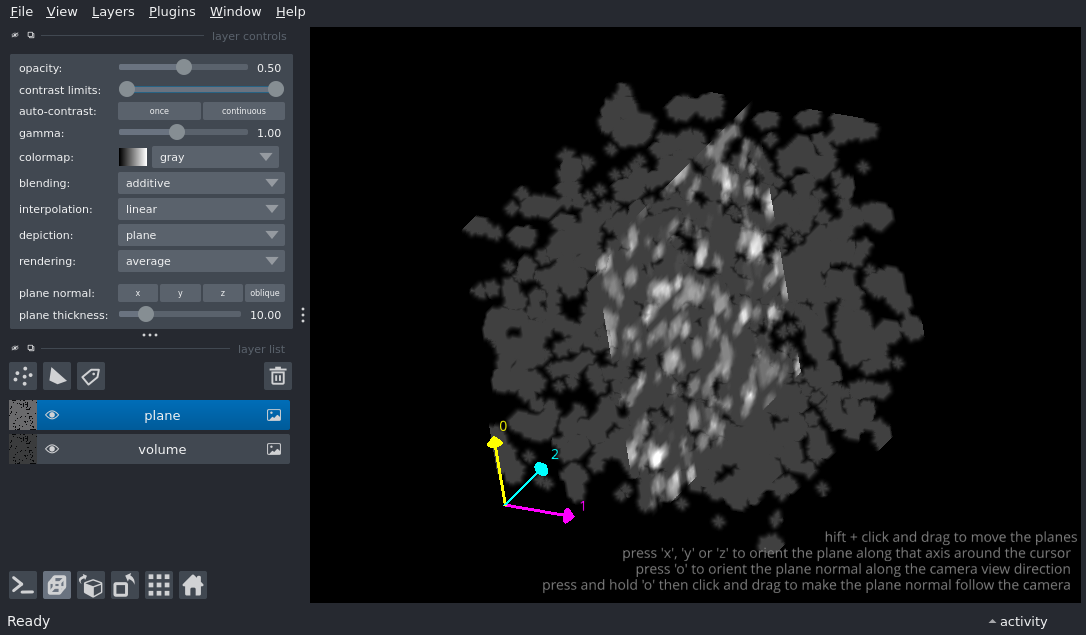 File View Layers Plugins Window Help
layer controls
opacity: 0.50
contrast limits:
auto-contrast: once continuous
gamma: 1.00
colormap: gray
blending: additive
interpolation: linear
depiction: plane
rendering: average
plane normal: x y z oblique
plane thickness: 10.00
layer list
plane
volume
0
2
1
hift + click and drag to move the planes
press 'x', 'y' or 'z' to orient the plane along that axis around the cursor
press 'o' to orient the plane normal along the camera view direction
press and hold 'o' then click and drag to make the plane normal follow the camera
Ready activity